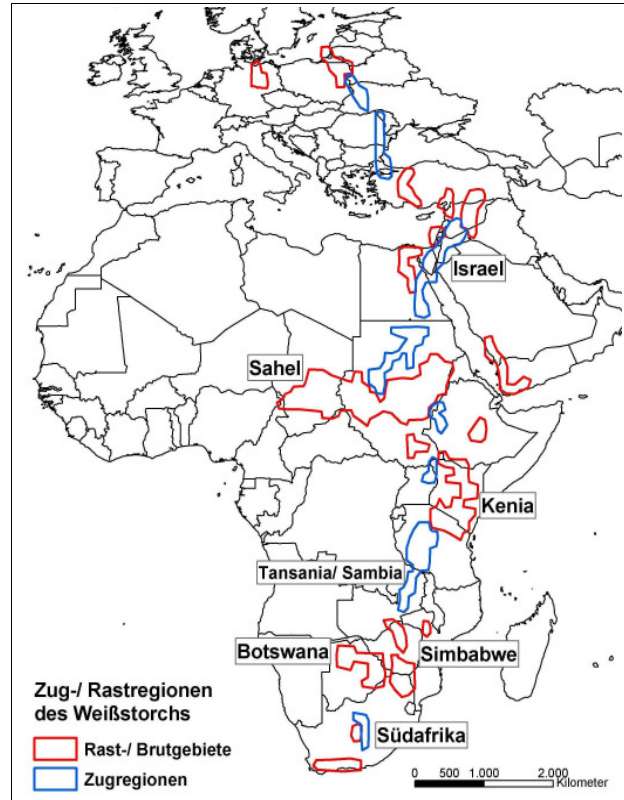 Israel
Sahel
Kenia
Tansania/ Sambia
Botswana
Simbabwe
Südafrika
Zug-/ Rastregionen
des Weißstorchs
Rast-/ Brutgebiete
Zugregionen
0 500 1.000 2.000
Kilometer